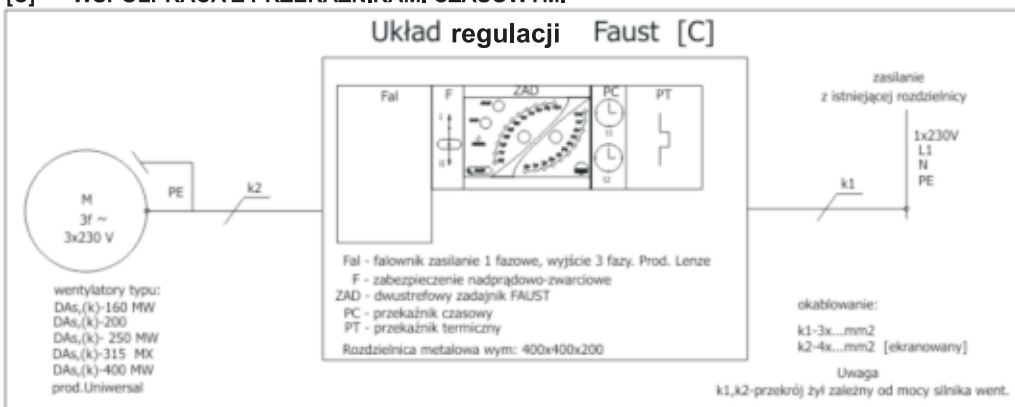 [C] WSPÓŁPRACA Z PRZEKAŹNIKAMI CZASOWYMI
Układ regulacji Faust [C]
Fal
F
ZAD
PC
PT
zasilanie
z istniejącej rozdzielnicy
1x230V
L1
N
PE
k1
M
3f ~
3x230 V
PE
k2
Fal - falownik zasilanie 1 fazowe, wyjście 3 fazy. Prod. Lenze
F - zabezpieczenie nadprądowo-zwarciowe
ZAD - dwustrefowy zadajnik FAUST
PC - przekaźnik czasowy
PT - przekaźnik termiczny
Rozdzielnica metalowa wym: 400x400x200
wentylatory typu:
DAs,(k)-160 MW
DAs,(k)-200
DAs,(k)- 250 MW
DAs,(k)-315 MX
DAs,(k)-400 MW
prod.Uniwersal
okablowanie:
k1-3x...mm2
k2-4x...mm2 [ekranowany]
Uwaga
k1,k2-przekrój żył zależny od mocy silnika went.